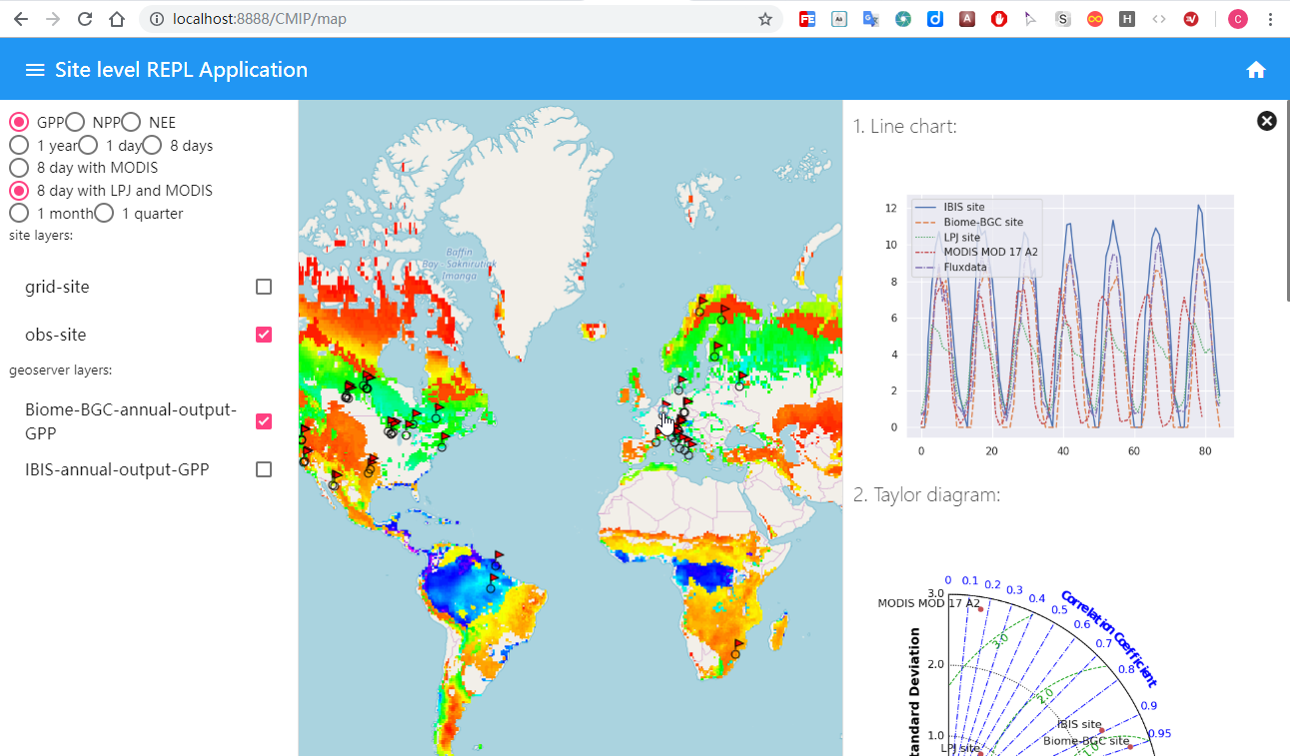 localhost:8888/CMIP/map
FE
Aa
G
d
A
S
H
C
Site level REPL Application
GPP NPP NEE
1 year 1 day 8 days
8 day with MODIS
8 day with LPJ and MODIS
1 month 1 quarter
site layers:
grid-site
obs-site
geoserver layers:
Biome-BGC-annual-output-
GPP
IBIS-annual-output-GPP
Baffin
Bay - Saknirutiak
Imanga
1. Line chart:
IBIS site
Biome-BGC site
LPJ site
MODIS MOD 17 A2
Fluxdata
12
10
8
6
4
2
0
0 20 40 60 80
2. Taylor diagram:
0 0.1 0.2 0.3 0.4 0.5 0.6 0.7 0.8 0.9 0.95
Correlation Coefficient
3.0
2.0
1.0
tandard Deviation
MODIS MOD 17 A2
3.0
2.0
1.0
IBIS site
Biome-BGC site
LPJ site